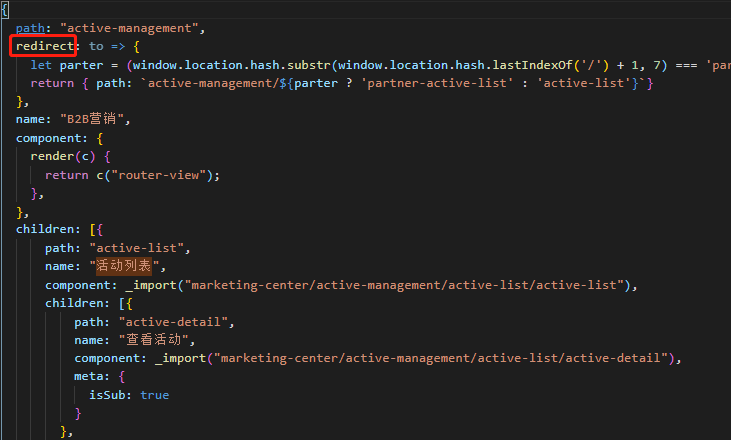 {
path: "active-management",
redirect: to => {
let parter = (window.location.hash.substr(window.location.hash.lastIndexOf('/') + 1, 7) === 'par
return { path: `active-management/${parter ? 'partner-active-list' : 'active-list'}`}
},
name: "B2B营销",
component: {
render(c) {
return c("router-view");
},
},
children: [{
path: "active-list",
name: "活动列表",
component: _import("marketing-center/active-management/active-list/active-list"),
children: [{
path: "active-detail",
name: "查看活动",
component: _import("marketing-center/active-management/active-list/active-detail"),
meta: {
isSub: true
}
},